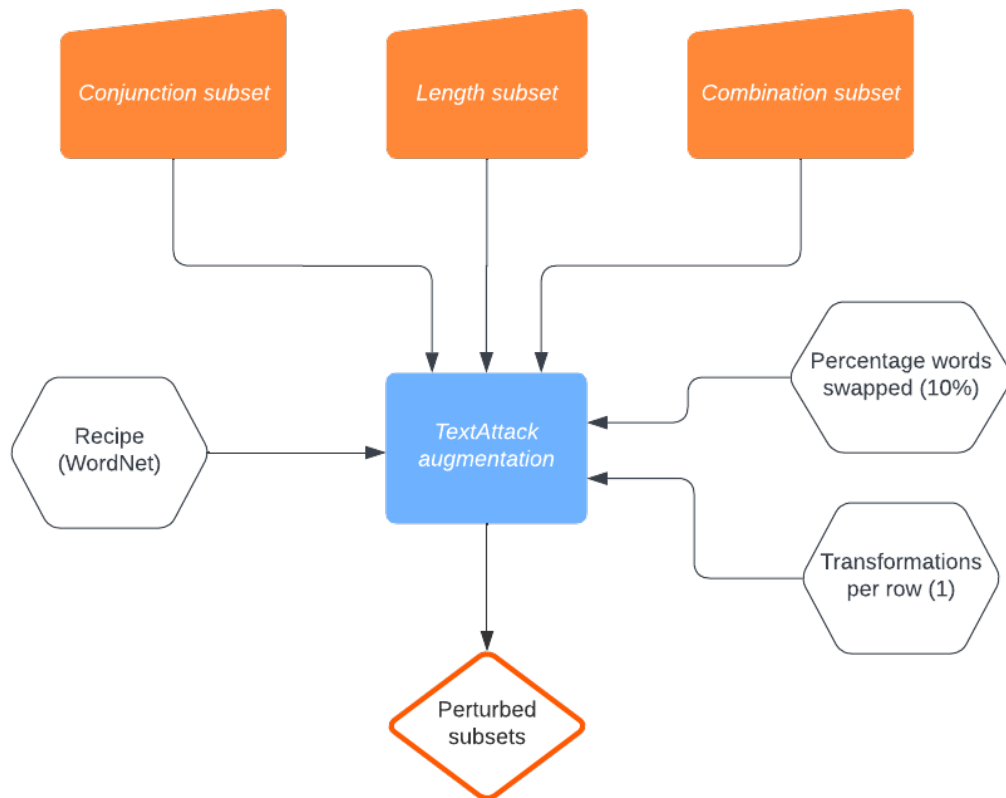 Conjunction subset
Length subset
Combination subset
Percentage words
swapped (10%)
Recipe
(WordNet)
TextAttack
augmentation
Transformations
per row (1)
Perturbed
subsets